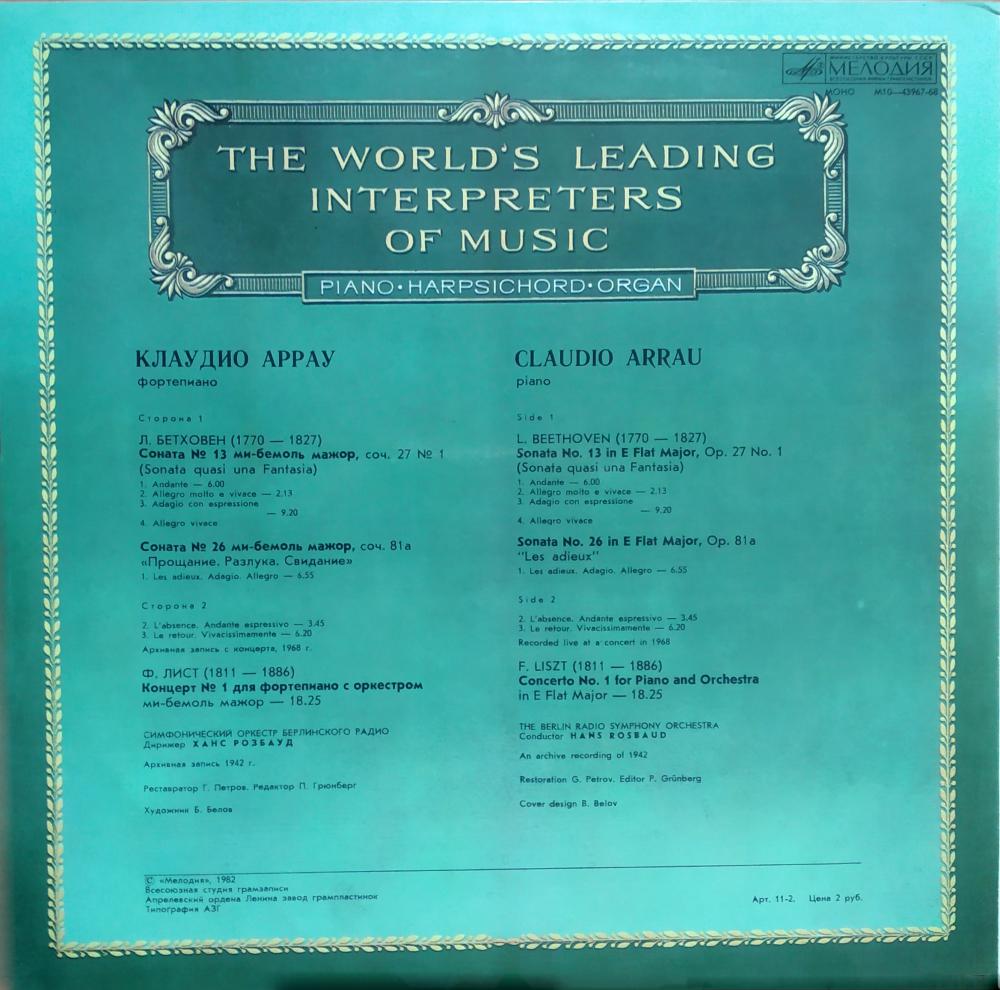 МИНИСТЕРСТВО КУЛЬТУРЫ СССР
МЕЛОДИЯ
ВСЕСОЮЗНАЯ ФИРМА ГРАМПЛАСТИНОК
МОНО М10—43967-68
THE WORLD'S LEADING
INTERPRETERS
OF MUSIC
PIANO•HARPSICHORD•ORGAN
КЛАУДИО АРРАУ
фортепиано
Сторона 1
Л. БЕТХОВЕН (1770 — 1827)
Соната № 13 ми-бемоль мажор, соч. 27 № 1
(Sonata quasi una Fantasia)
1. Andante — 6.00
2. Allegro molto e vivace — 2.13
3. Adagio con espressione
— 9.20
4. Allegro vivace
Соната № 26 ми-бемоль мажор, соч. 81a
«Прощание. Разлука. Свидание»
1. Les adieux. Adagio. Allegro — 6.55
Сторона 2
2. L'absence. Andante espressivo — 3.45
3. Le retour. Vivacissimamente — 6.20
Архивная запись с концерта, 1968 г.
Ф. ЛИСТ (1811 — 1886)
Концерт № 1 для фортепиано с оркестром
ми-бемоль мажор — 18.25
СИМФОНИЧЕСКИЙ ОРКЕСТР БЕРЛИНСКОГО РАДИО
Дирижер ХАНС РОЗБАУД
Архивная запись 1942 г.
Реставратор Г. Петров. Редактор П. Грюнберг
Художник Б. Белов
CLAUDIO ARRAU
piano
Side 1
L. BEETHOVEN (1770 — 1827)
Sonata No. 13 in E Flat Major, Op. 27 No. 1
(Sonata quasi una Fantasia)
1. Andante — 6.00
2. Allegro molto e vivace — 2.13
3. Adagio con espressione
— 9.20
4. Allegro vivace
Sonata No. 26 in E Flat Major, Op. 81a
"Les adieux"
1. Les adieux. Adagio. Allegro — 6.55
Side 2
2. L'absence. Andante espressivo — 3.45
3. Le retour. Vivacissimamente — 6.20
Recorded live at a concert in 1968
F. LISZT (1811 — 1886)
Concerto No. 1 for Piano and Orchestra
in E Flat Major — 18.25
THE BERLIN RADIO SYMPHONY ORCHESTRA
Conductor HANS ROSBAUD
An archive recording of 1942
Restoration G. Petrov. Editor P. Grünberg
Cover design B. Belov
© «Мелодия», 1982
Всесоюзная студия грамзаписи
Апрелевский ордена Ленина завод грампластинок
Типография АЗГ
Арт. 11-2. Цена 2 руб.